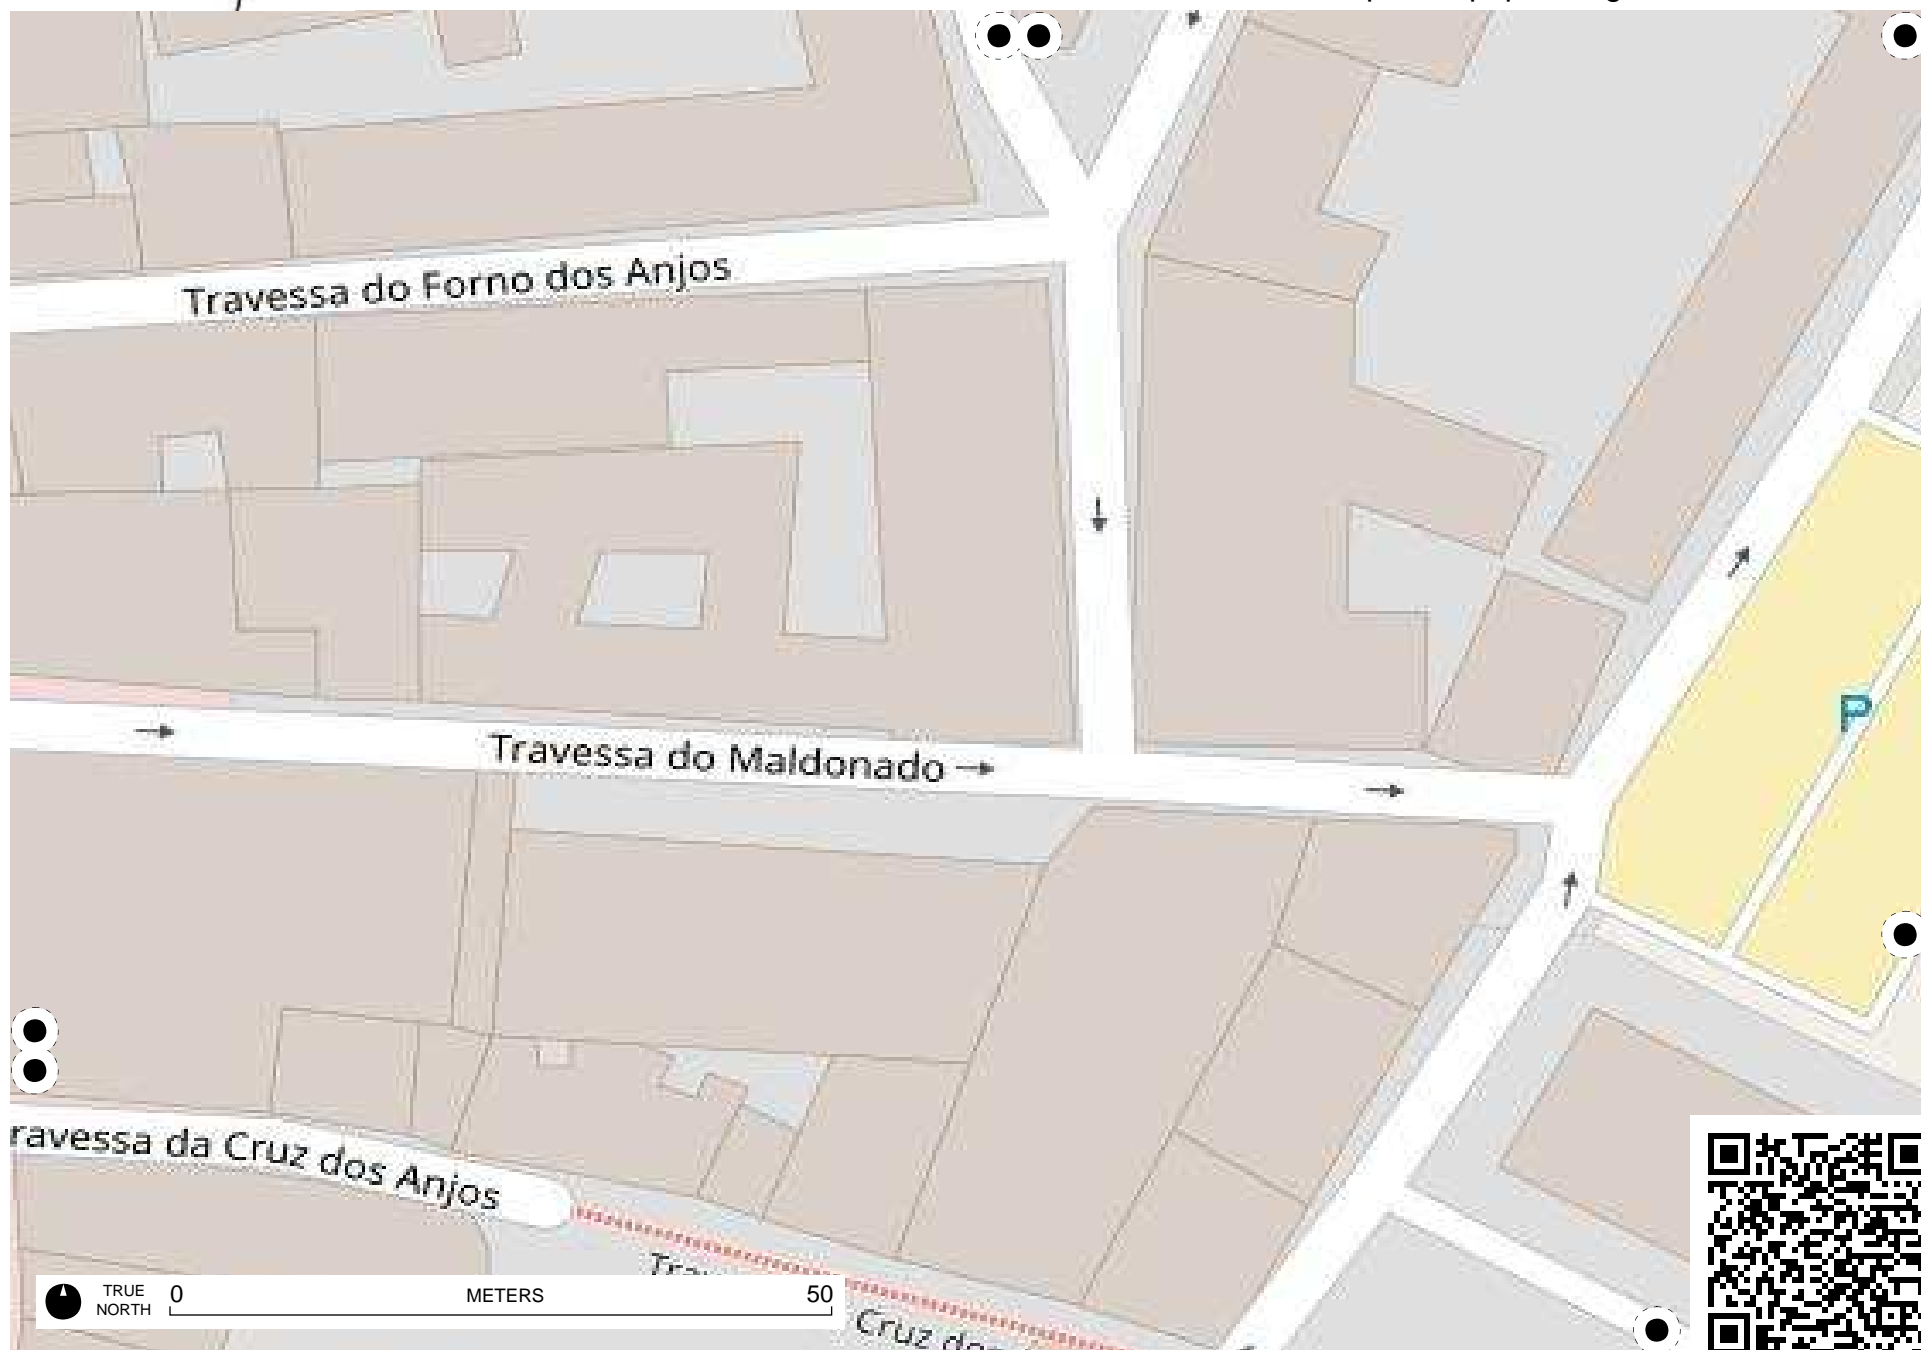 Travessa do Forno dos Anjos
P
Travessa do Maldonado
ravessa da Cruz dos Anjos
Cruz do
TRUE NORTH
0 METERS 50